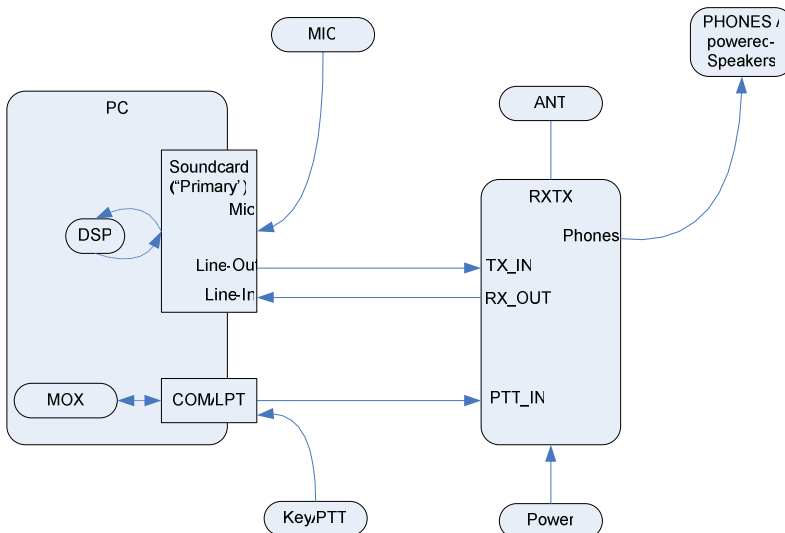 MIC
PHONES /
powered-
Speakers
PC
ANT
Soundcard
("Primary')
Mic
RXTX
DSP
Phones
Line-Out
TX_IN
Line-In
RX_OUT
MOX
COM/LPT
PTT_IN
Key/PTT
Power